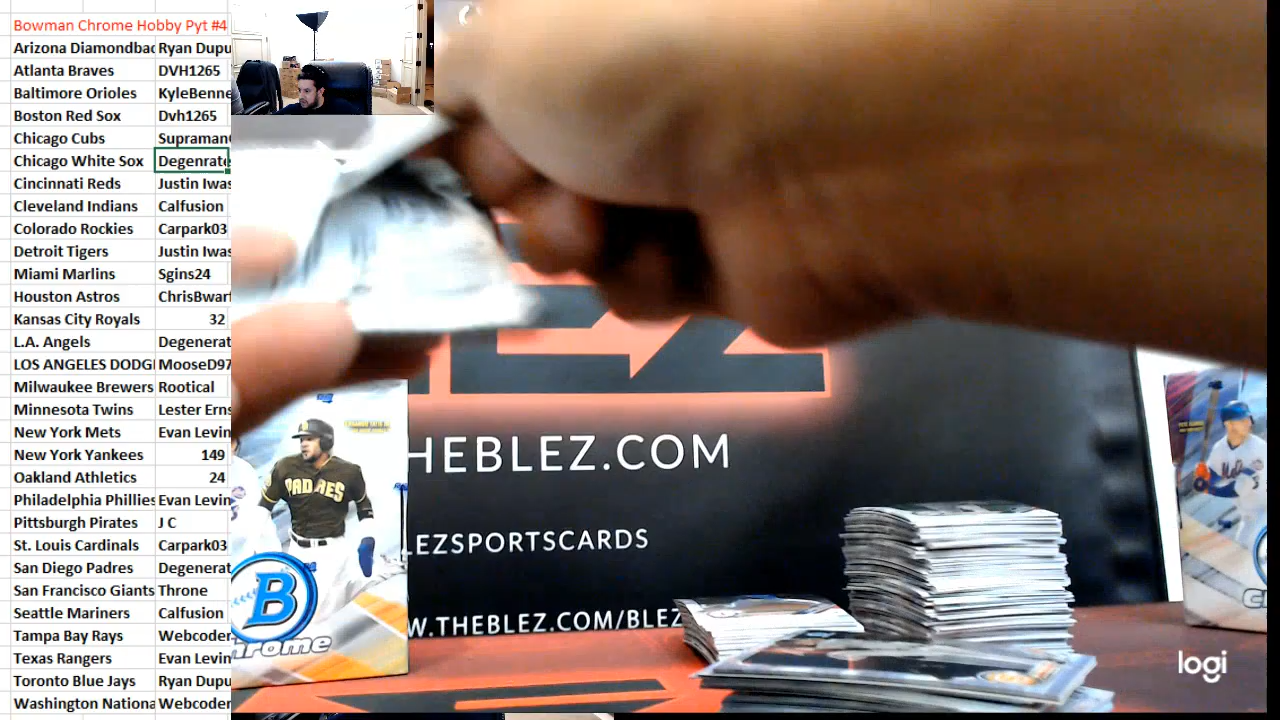 Bowman Chrome Hobby Pyt #4
Arizona Diamondbac Ryan Dupu
Atlanta Braves DVH1265
Baltimore Orioles KyleBenne
Boston Red Sox Dvh1265
Chicago Cubs Supraman
Chicago White Sox Degenrate
Cincinnati Reds Justin Iwas
Cleveland Indians Calfusion
Colorado Rockies Carpark03
Detroit Tigers Justin Iwas
Miami Marlins Sgins24
Houston Astros ChrisBwarf
Kansas City Royals 32
L.A. Angels Degenerat
LOS ANGELES DODGI MooseD97
Milwaukee Brewers Rootical
Minnesota Twins Lester Erns
New York Mets Evan Levin
New York Yankees 149
Oakland Athletics 24
Philadelphia Phillies Evan Levin
Pittsburgh Pirates J C
St. Louis Cardinals Carpark03
San Diego Padres Degenerat
San Francisco Giants Throne
Seattle Mariners Calfusion
Tampa Bay Rays Webcoder
Texas Rangers Evan Levin
Toronto Blue Jays Ryan Dupu
Washington Nationa Webcoder
EZ
HEBLEZ.COM
LEZSPORTSCARDS
W.THEBLEZ.COM/BLEZ
PADRES
B
hrome
logi